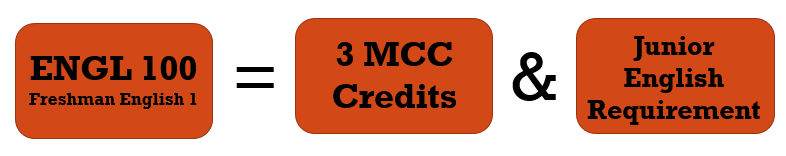 ENGL 100
Freshman English 1
=
3 MCC
Credits
&
Junior
English
Requirement